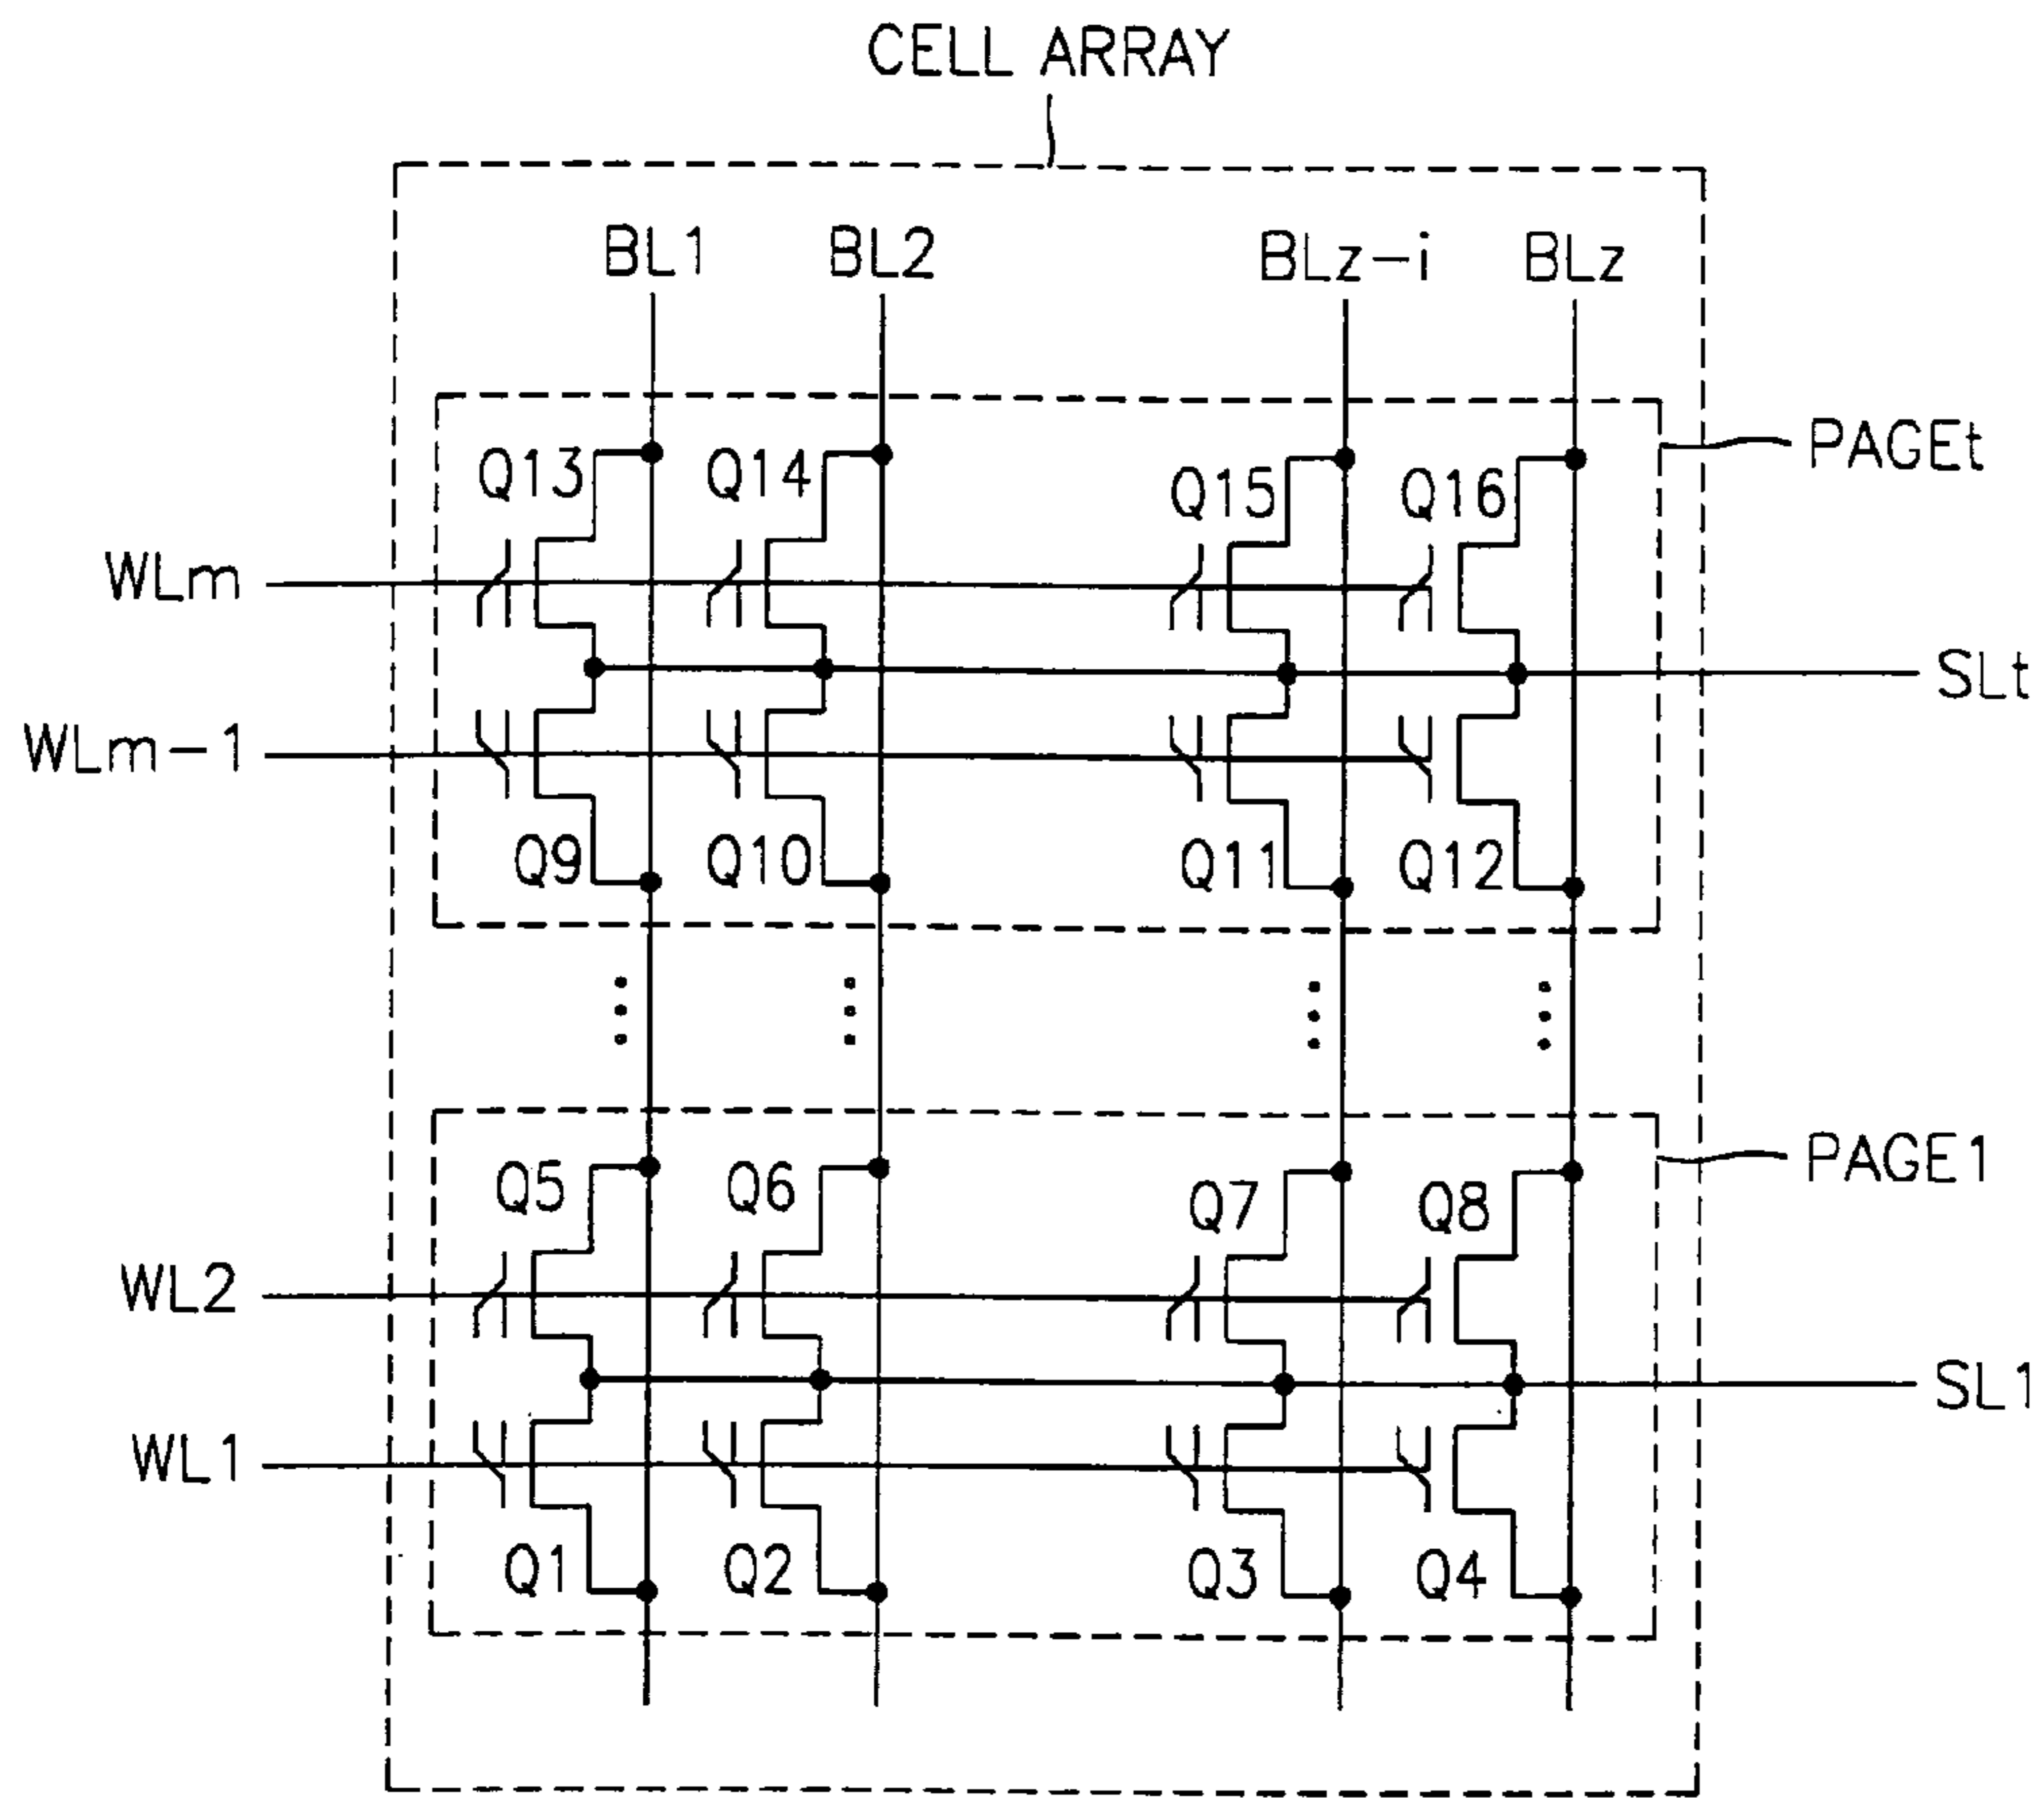 CELL ARRAY
BL1 BL2 BLz-i BLz
Q13 Q14 Q15 Q16 PAGEt
WLm
SLt
WLm-1
Q9 Q10 Q11 Q12
Q5 Q6 Q7 Q8 PAGE1
WL2
SL1
WL1
Q1 Q2 Q3 Q4